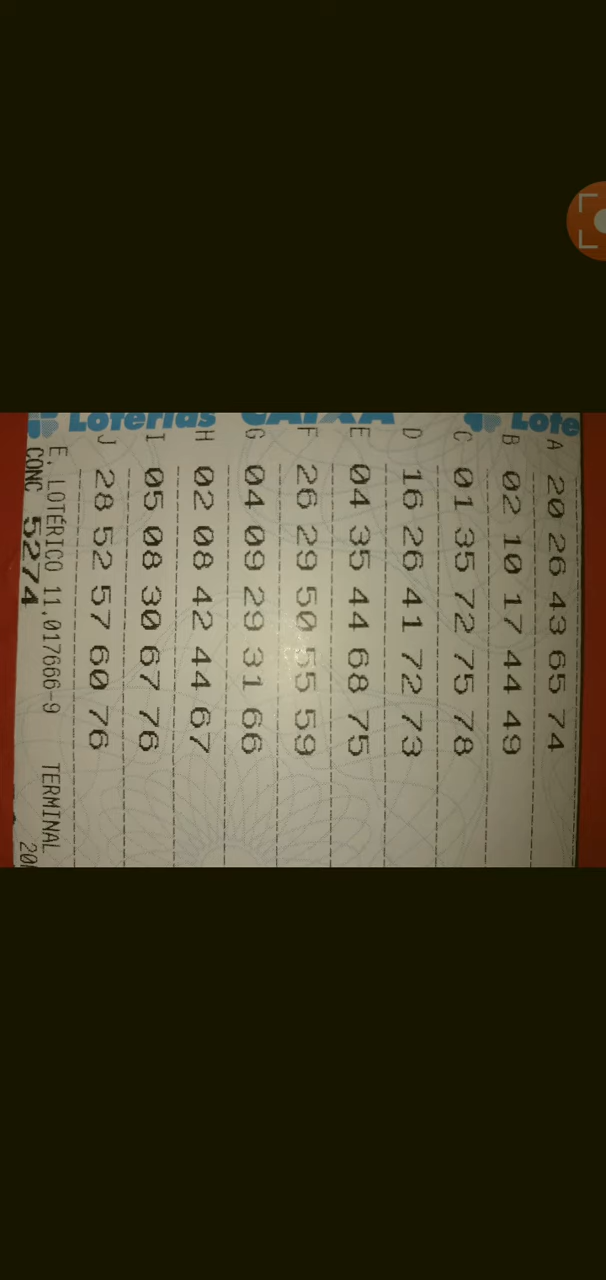 Loterias CAIXA Lote
A 20 26 43 65 74
B 02 10 17 44 49
C 01 35 72 75 78
D 16 26 41 72 73
E 04 35 44 68 75
F 26 29 50 55 59
G 04 09 29 31 66
H 02 08 42 44 67
I 05 08 30 67 76
J 28 52 57 60 76
E. LOTÉRICO 11.017666-9 TERMINAL
CONC 5274 20